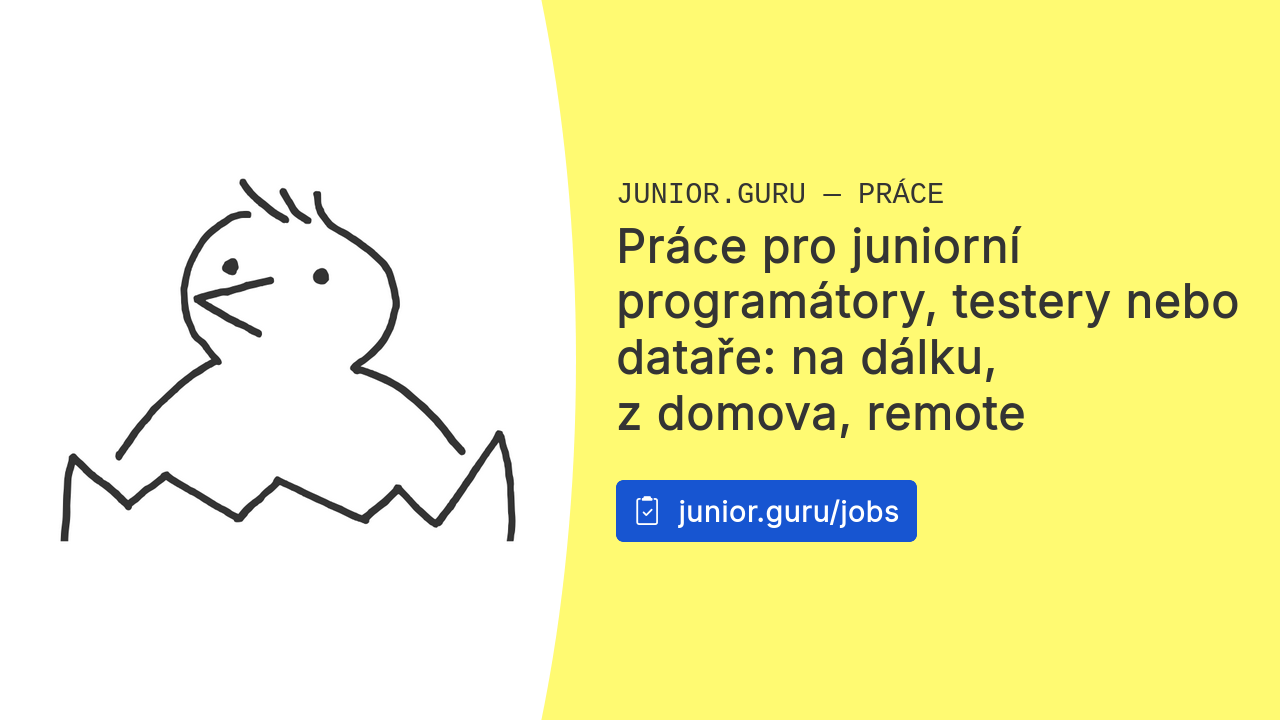 JUNIOR.GURU — PRÁCE
Práce pro juniorní
programátory, testery nebo
dataře: na dálku,
z domova, remote
junior.guru/jobs